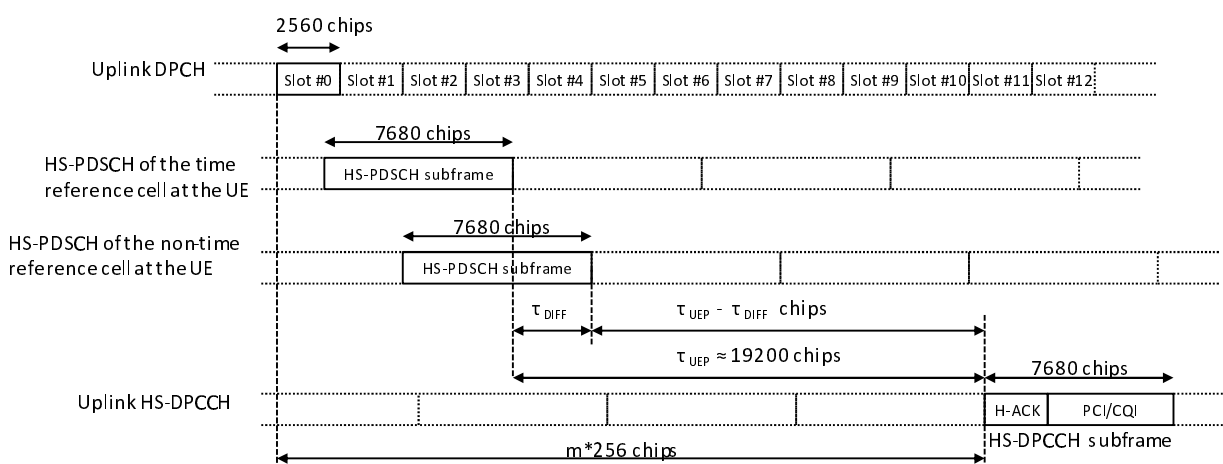 2560 chips
Uplink DPCH
Slot #0 Slot #1 Slot #2 Slot #3 Slot #4 Slot #5 Slot #6 Slot #7 Slot #8 Slot #9 Slot #10 Slot #11 Slot #12
7680 chips
HS-PDSCH of the time
reference cell at the UE
HS-PDSCH subframe
7680 chips
HS-PDSCH of the non-time
reference cell at the UE
HS-PDSCH subframe
τ DIFF
τ UEP - τ DIFF chips
τ UEP ≈ 19200 chips
7680 chips
Uplink HS-DPCCH
H-ACK PCI/CQI
HS-DPCCH subframe
m*256 chips